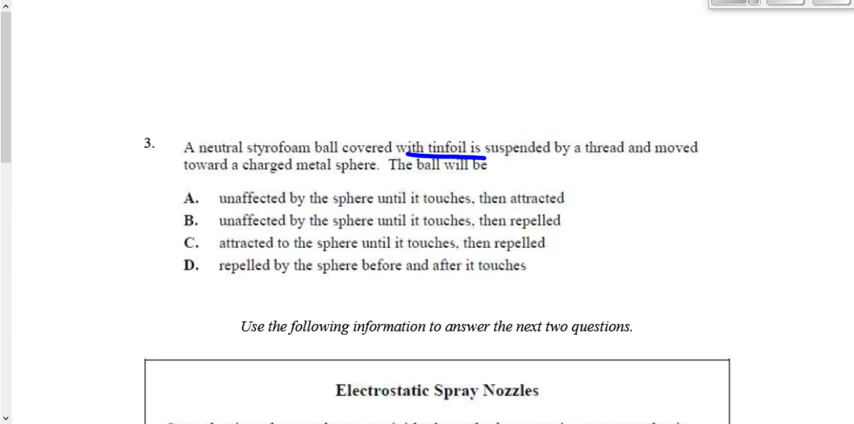 3. A neutral styrofoam ball covered with tinfoil is suspended by a thread and moved
toward a charged metal sphere. The ball will be
A. unaffected by the sphere until it touches, then attracted
B. unaffected by the sphere until it touches, then repelled
C. attracted to the sphere until it touches, then repelled
D. repelled by the sphere before and after it touches
Use the following information to answer the next two questions.
Electrostatic Spray Nozzles